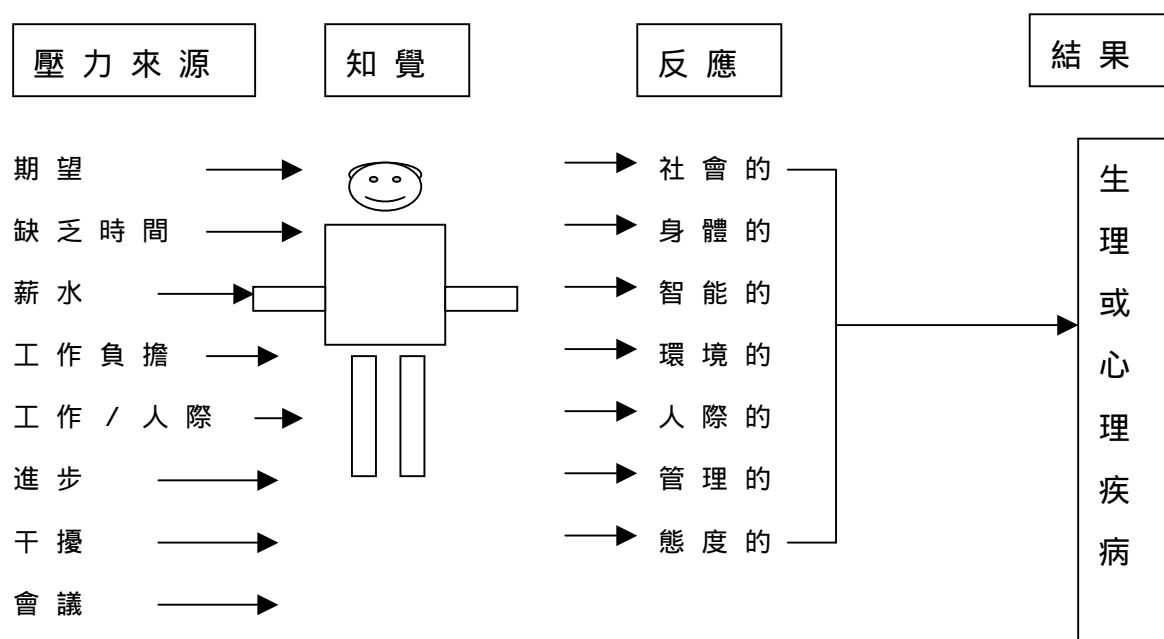 壓力來源
知覺
反應
結果
期望
缺乏時間
薪水
工作負擔
工作/人際
進步
干擾
會議
社會的
身體的
智能的
環境的
人際的
管理的
態度的
生理或心理疾病